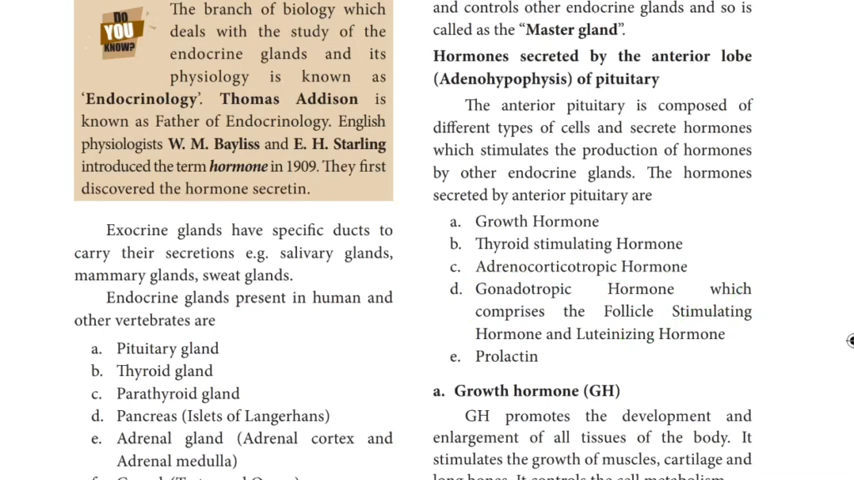 DO
YOU
KNOW?
The branch of biology which
deals with the study of the
endocrine glands and its
physiology is known as
‘Endocrinology’. Thomas Addison is
known as Father of Endocrinology. English
physiologists W. M. Bayliss and E. H. Starling
introduced the term hormone in 1909. They first
discovered the hormone secretin.
Exocrine glands have specific ducts to
carry their secretions e.g. salivary glands,
mammary glands, sweat glands.
Endocrine glands present in human and
other vertebrates are
a. Pituitary gland
b. Thyroid gland
c. Parathyroid gland
d. Pancreas (Islets of Langerhans)
e. Adrenal gland (Adrenal cortex and
Adrenal medulla)
and controls other endocrine glands and so is
called as the “Master gland”.
Hormones secreted by the anterior lobe
(Adenohypophysis) of pituitary
The anterior pituitary is composed of
different types of cells and secrete hormones
which stimulates the production of hormones
by other endocrine glands. The hormones
secreted by anterior pituitary are
a. Growth Hormone
b. Thyroid stimulating Hormone
c. Adrenocorticotropic Hormone
d. Gonadotropic Hormone which
comprises the Follicle Stimulating
Hormone and Luteinizing Hormone
e. Prolactin
a. Growth hormone (GH)
GH promotes the development and
enlargement of all tissues of the body. It
stimulates the growth of muscles, cartilage and
long bones. It controls the cell metabolism